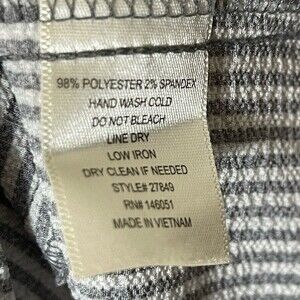 98% POLYESTER 2% SPANDEX
HAND WASH COLD
DO NOT BLEACH
LINE DRY
LOW IRON
DRY CLEAN IF NEEDED
STYLE# 27849
RN# 146051
MADE IN VIETNAM